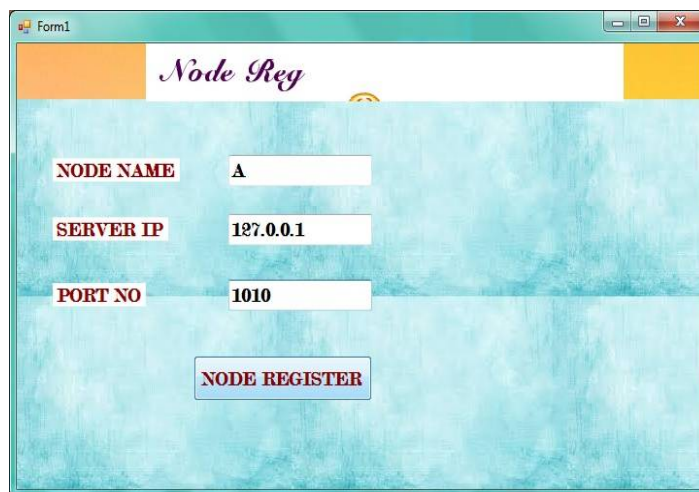 Form1
Node Reg
NODE NAME
A
SERVER IP
127.0.0.1
PORT NO
1010
NODE REGISTER